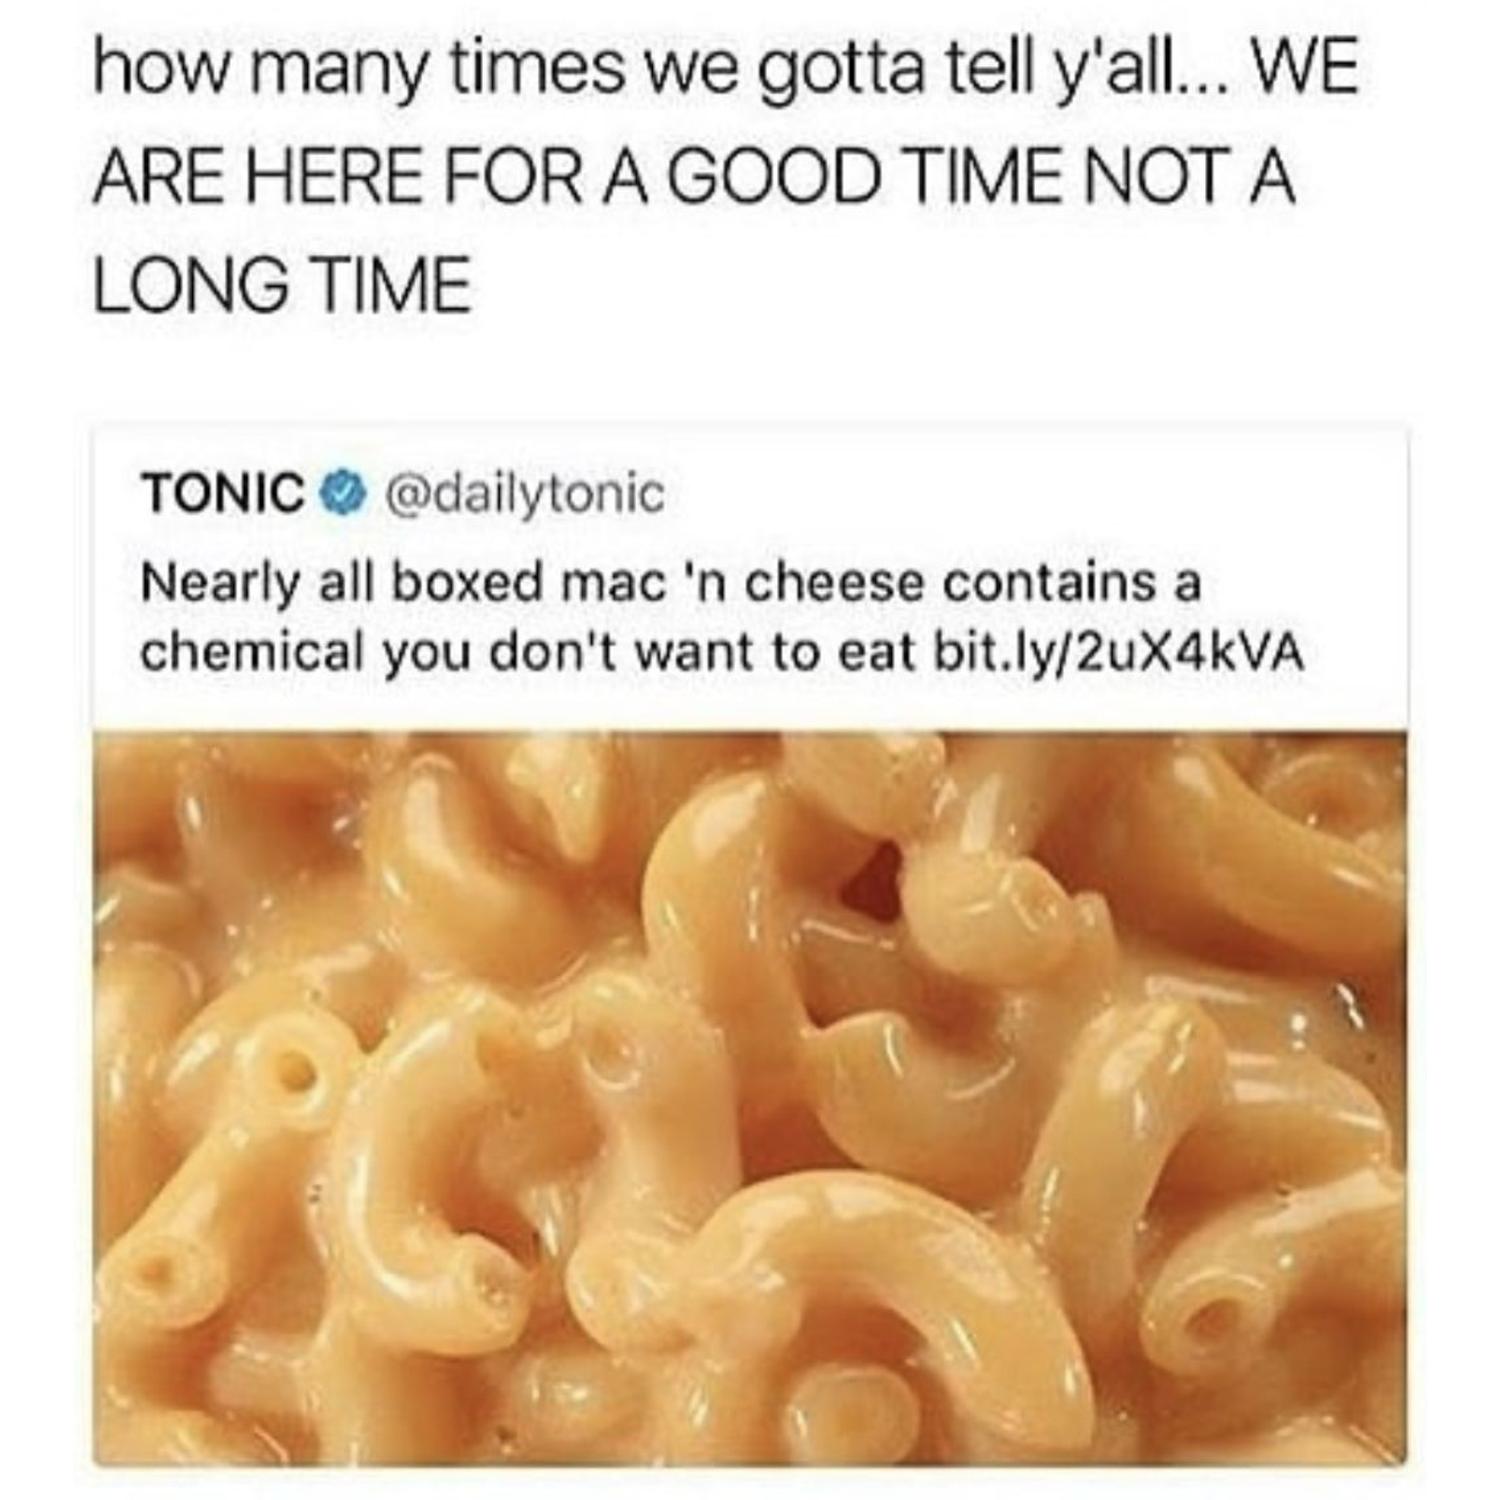 how many times we gotta tell y'all... WE
ARE HERE FOR A GOOD TIME NOT A
LONG TIME
TONIC @dailytonic
Nearly all boxed mac 'n cheese contains a
chemical you don't want to eat bit.ly/2uX4kVA